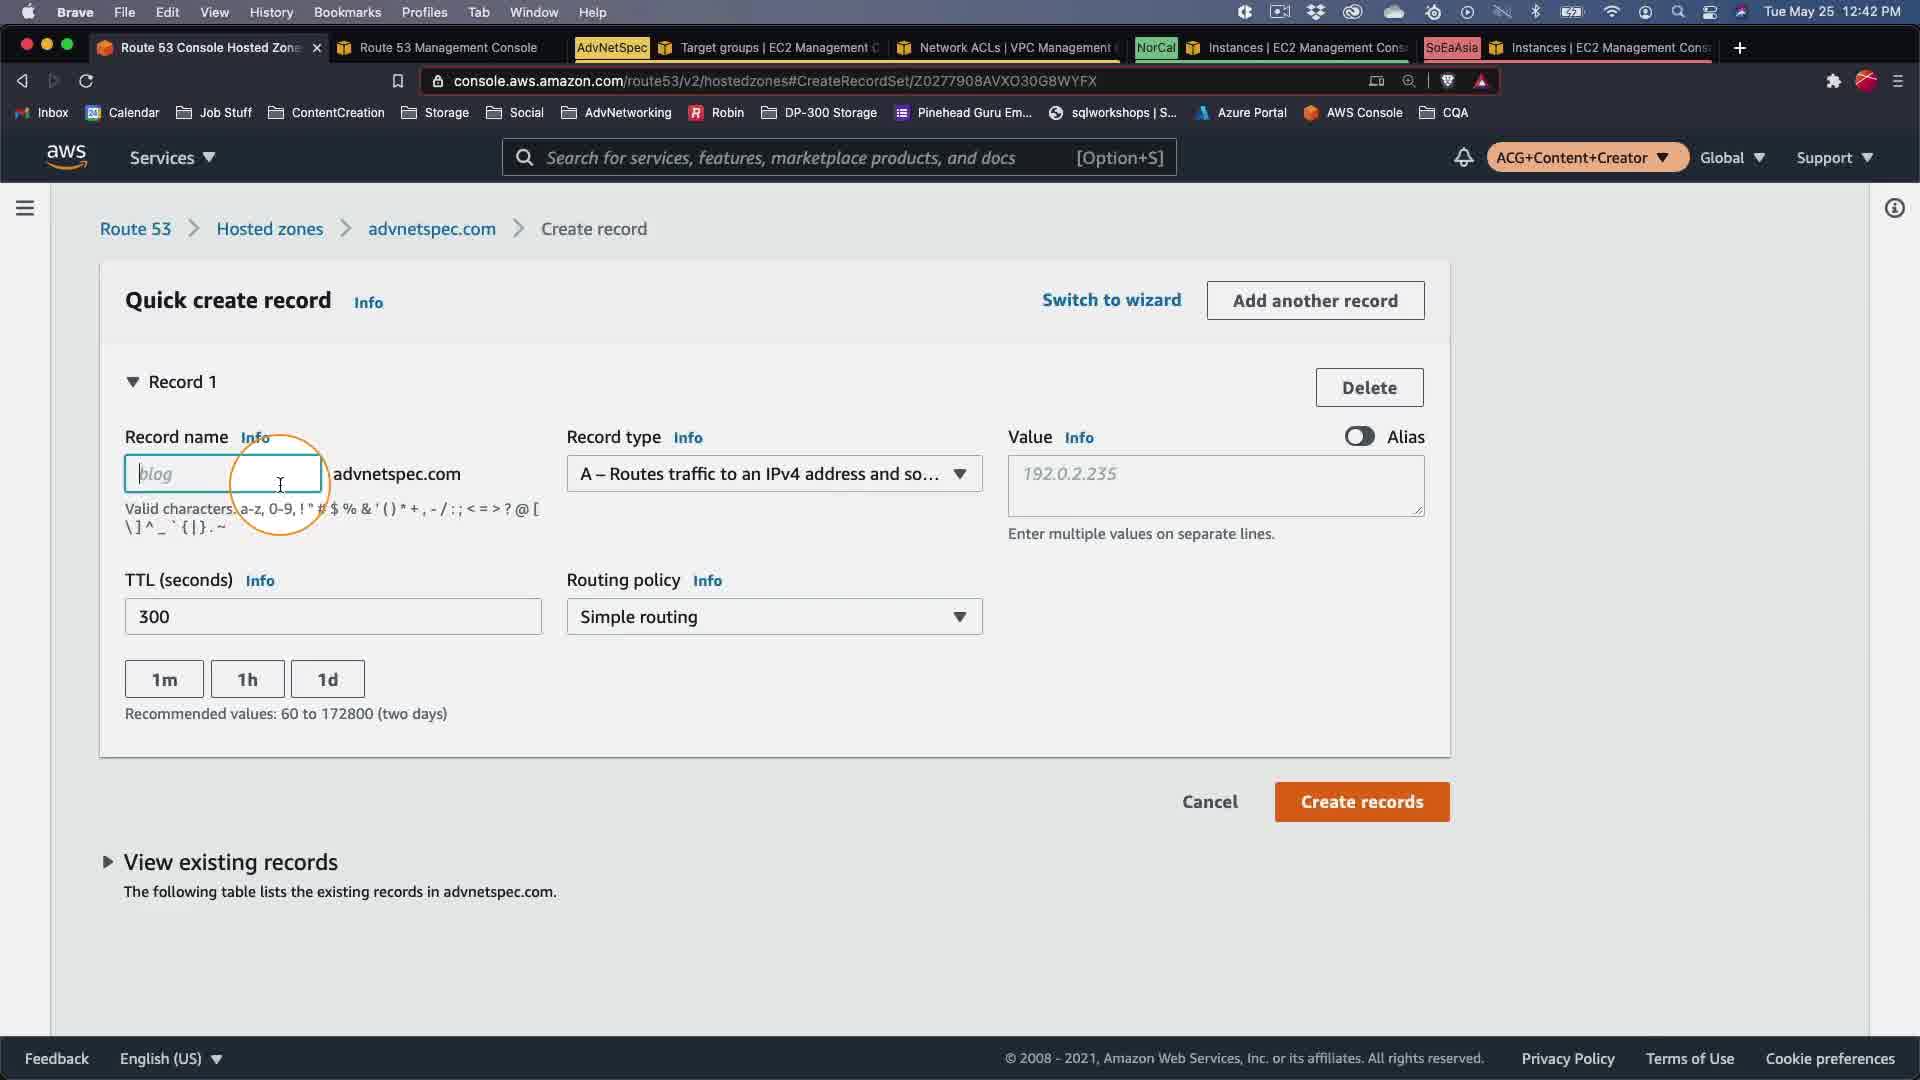 Brave File Edit View History Bookmarks Profiles Tab Window Help Tue May 25 12:42 PM
Route 53 Console Hosted Zone Route 53 Management Console AdvNetSpec Target groups | EC2 Management C Network ACLs | VPC Management NorCal Instances | EC2 Management Cons SoEaAsia Instances | EC2 Management Cons
console.aws.amazon.com/route53/v2/hostedzones#CreateRecordSet/Z0277908AVXO30G8WYFX
Inbox Calendar Job Stuff ContentCreation Storage Social AdvNetworking Robin DP-300 Storage Pinehead Guru Em... sqlworkshops | S... Azure Portal AWS Console CQA
aws Services Search for services, features, marketplace products, and docs [Option+S] ACG+Content+Creator Global Support
Route 53 Hosted zones advnetspec.com Create record
Quick create record Info Switch to wizard Add another record
Record 1 Delete
Record name Info Record type Info Value Info Alias
blog advnetspec.com A – Routes traffic to an IPv4 address and so... 192.0.2.235
Valid characters: a-z, 0-9, ! " # $ % & ' ( ) * + , - / : ; < = > ? @ [
\ ] ^ _ ` { | } . ~
Enter multiple values on separate lines.
TTL (seconds) Info Routing policy Info
300 Simple routing
1m 1h 1d
Recommended values: 60 to 172800 (two days)
Cancel Create records
View existing records
The following table lists the existing records in advnetspec.com.
Feedback English (US) © 2008 - 2021, Amazon Web Services, Inc. or its affiliates. All rights reserved. Privacy Policy Terms of Use Cookie preferences